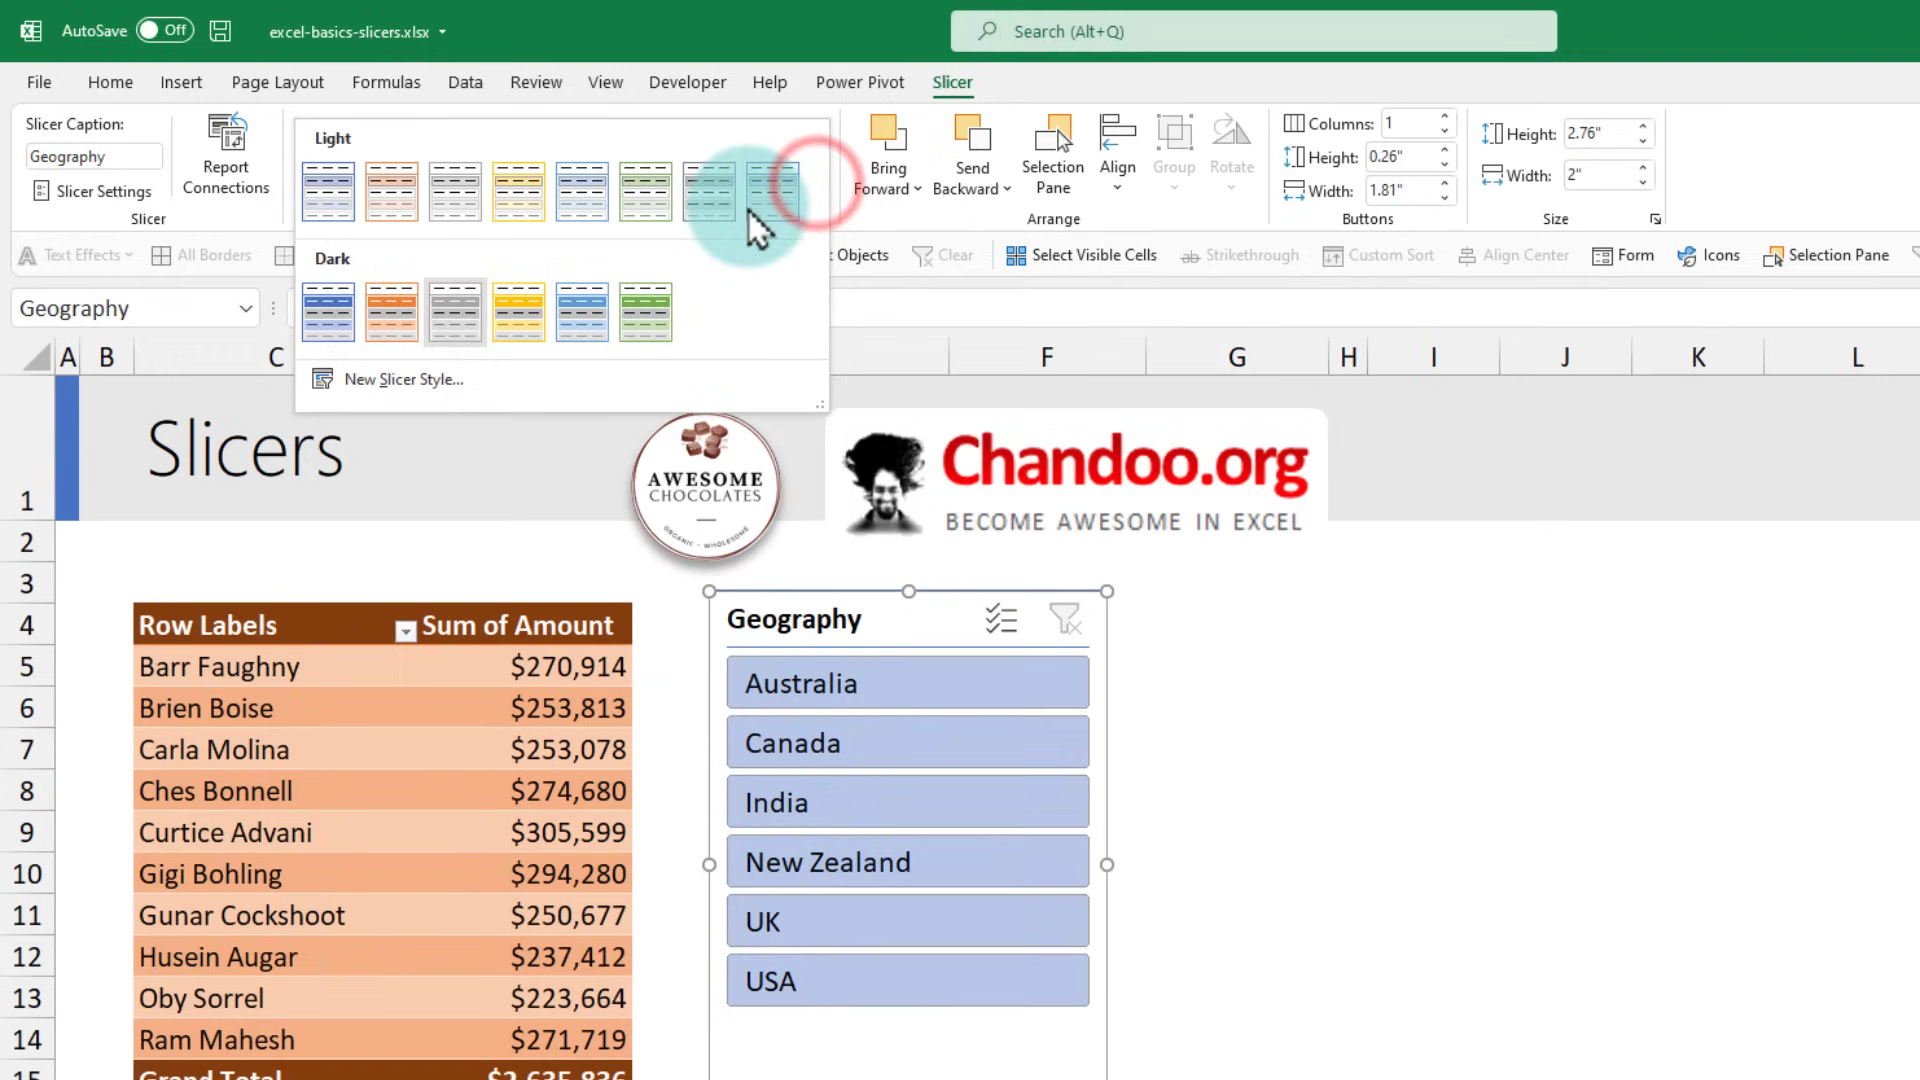 AutoSave Off excel-basics-slicers.xlsx Search (Alt+Q)
File Home Insert Page Layout Formulas Data Review View Developer Help Power Pivot Slicer
Slicer Caption:
Geography
Slicer Settings
Report
Connections
Slicer
Light
Dark
New Slicer Style...
Bring
Forward
Send
Backward
Selection
Pane
Align
Group
Rotate
Arrange
Columns: 1
Height: 0.26"
Width: 1.81"
Buttons
Height: 2.76"
Width: 2"
Size
Text Effects All Borders t Objects Clear Select Visible Cells Strikethrough Custom Sort Align Center Form Icons Selection Pane
Geography
A B C F G H I J K L
1
Slicers
AWESOME
CHOCOLATES
ORGANIC - WHOLESOME
Chandoo.org
BECOME AWESOME IN EXCEL
2
3
4 Row Labels Sum of Amount
5 Barr Faughny $270,914
6 Brien Boise $253,813
7 Carla Molina $253,078
8 Ches Bonnell $274,680
9 Curtice Advani $305,599
10 Gigi Bohling $294,280
11 Gunar Cockshoot $250,677
12 Husein Augar $237,412
13 Oby Sorrel $223,664
14 Ram Mahesh $271,719
15 Grand Total $2,635,836
Geography
Australia
Canada
India
New Zealand
UK
USA